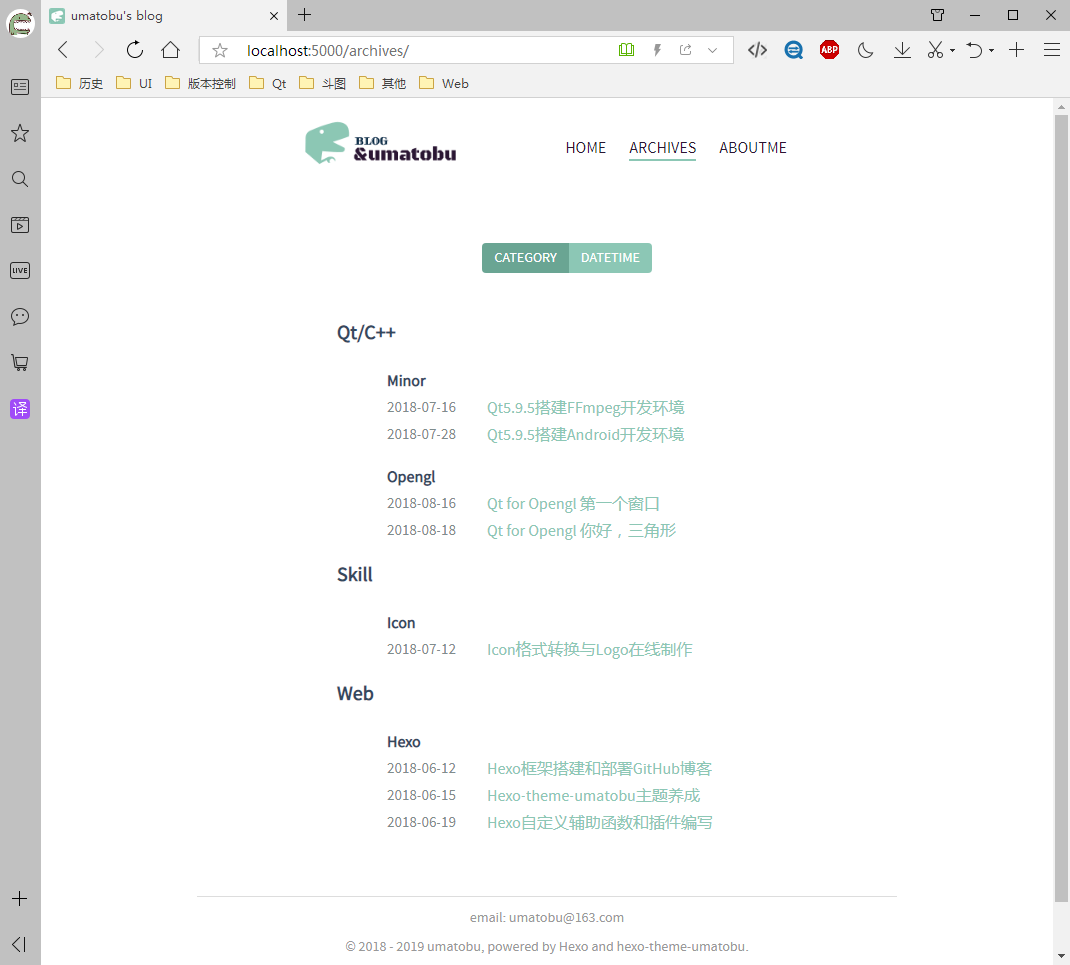 umatobu's blog
localhost:5000/archives/
ABP
历史 UI 版本控制 Qt 斗图 其他 Web
LIVE
译
BLOG
&umatobu
HOME ARCHIVES ABOUTME
CATEGORY DATETIME
Qt/C++
Minor
2018-07-16 Qt5.9.5搭建FFmpeg开发环境
2018-07-28 Qt5.9.5搭建Android开发环境
Opengl
2018-08-16 Qt for Opengl 第一个窗口
2018-08-18 Qt for Opengl 你好，三角形
Skill
Icon
2018-07-12 Icon格式转换与Logo在线制作
Web
Hexo
2018-06-12 Hexo框架搭建和部署GitHub博客
2018-06-15 Hexo-theme-umatobu主题养成
2018-06-19 Hexo自定义辅助函数和插件编写
email: umatobu@163.com
© 2018 - 2019 umatobu, powered by Hexo and hexo-theme-umatobu.